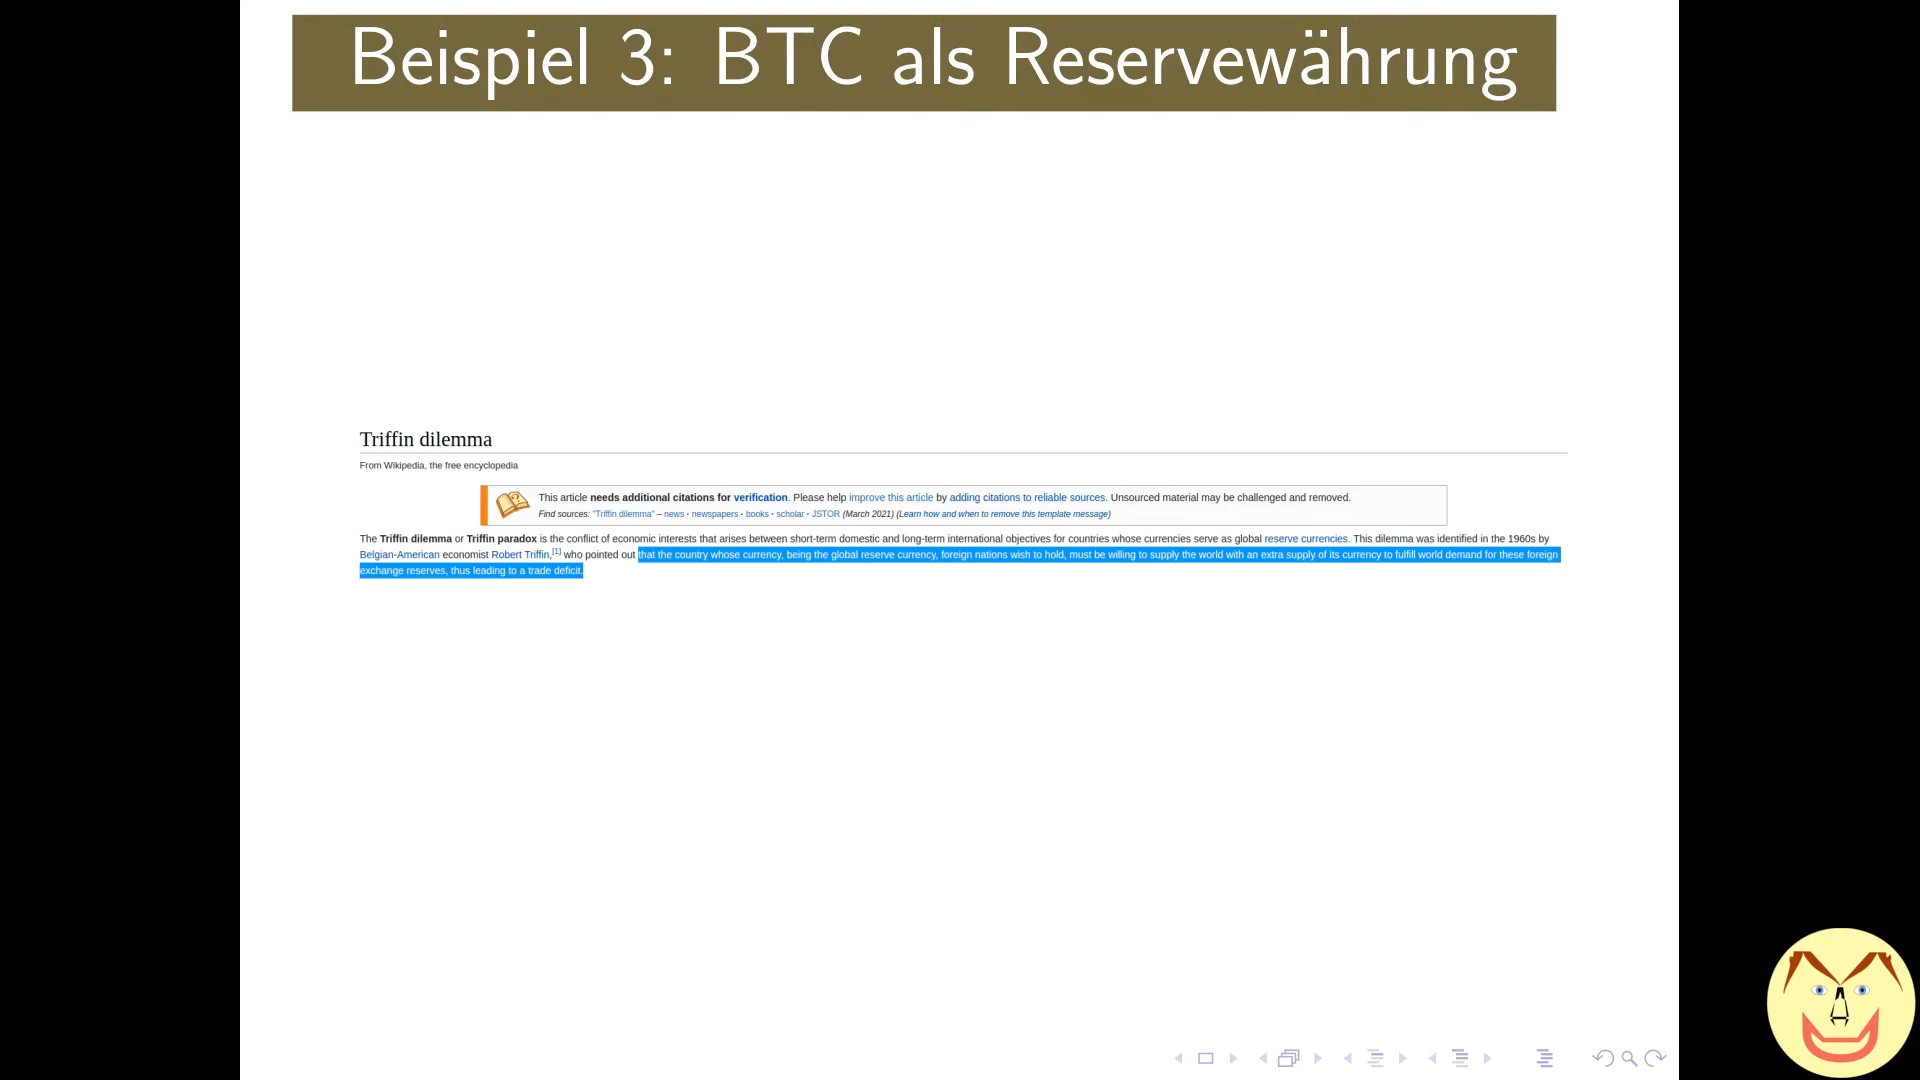 Beispiel 3: BTC als Reservewährung
Triffin dilemma
From Wikipedia, the free encyclopedia
This article needs additional citations for verification. Please help improve this article by adding citations to reliable sources. Unsourced material may be challenged and removed.
Find sources: "Triffin dilemma" – news · newspapers · books · scholar · JSTOR (March 2021) (Learn how and when to remove this template message)
The Triffin dilemma or Triffin paradox is the conflict of economic interests that arises between short-term domestic and long-term international objectives for countries whose currencies serve as global reserve currencies. This dilemma was identified in the 1960s by
Belgian-American economist Robert Triffin,[1] who pointed out that the country whose currency, being the global reserve currency, foreign nations wish to hold, must be willing to supply the world with an extra supply of its currency to fulfill world demand for these foreign
exchange reserves, thus leading to a trade deficit.